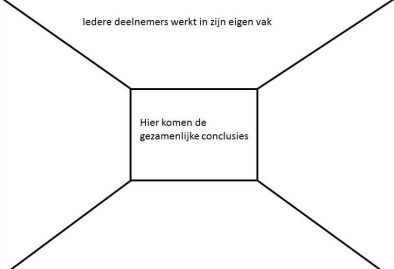 Iedere deelnemers werkt in zijn eigen vak
Hier komen de
gezamenlijke conclusies